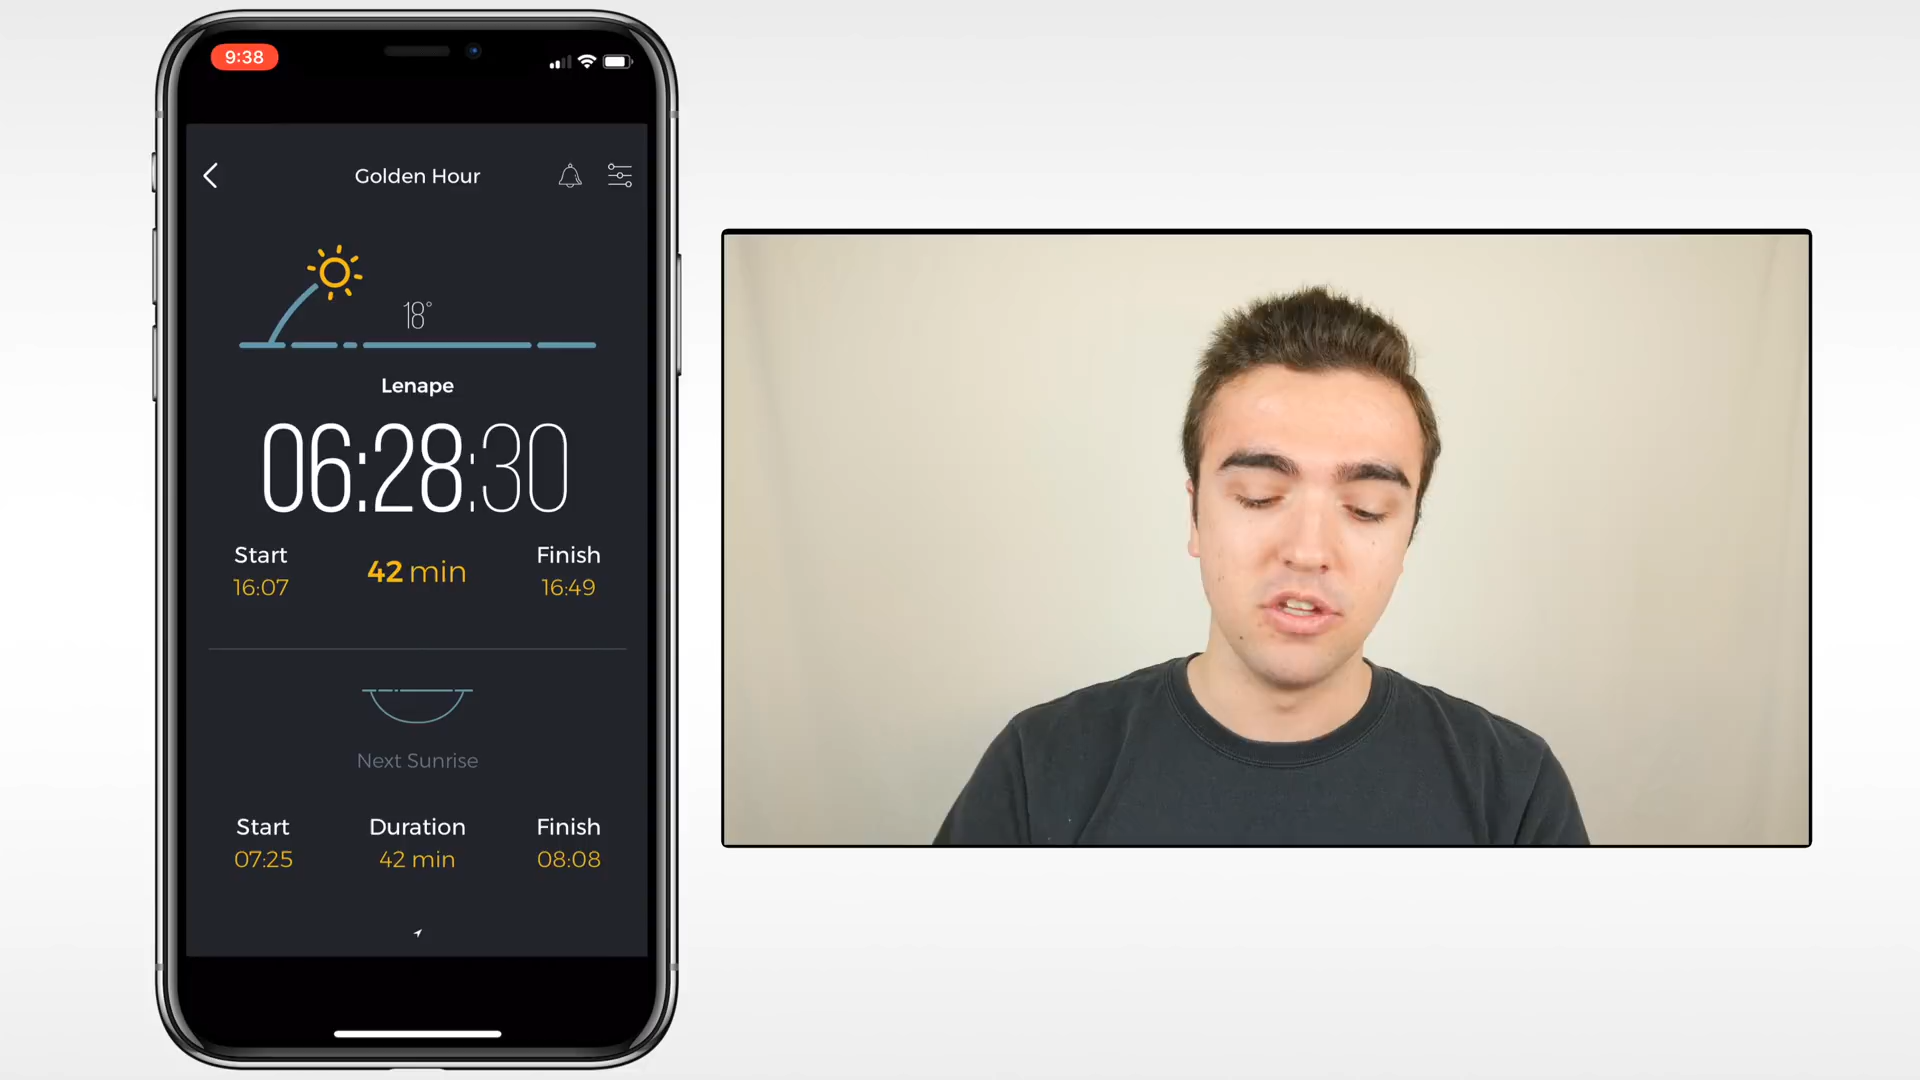 9:38
Golden Hour
18°
Lenape
06:28:30
Start 42 min Finish
16:07 16:49
Next Sunrise
Start Duration Finish
07:25 42 min 08:08